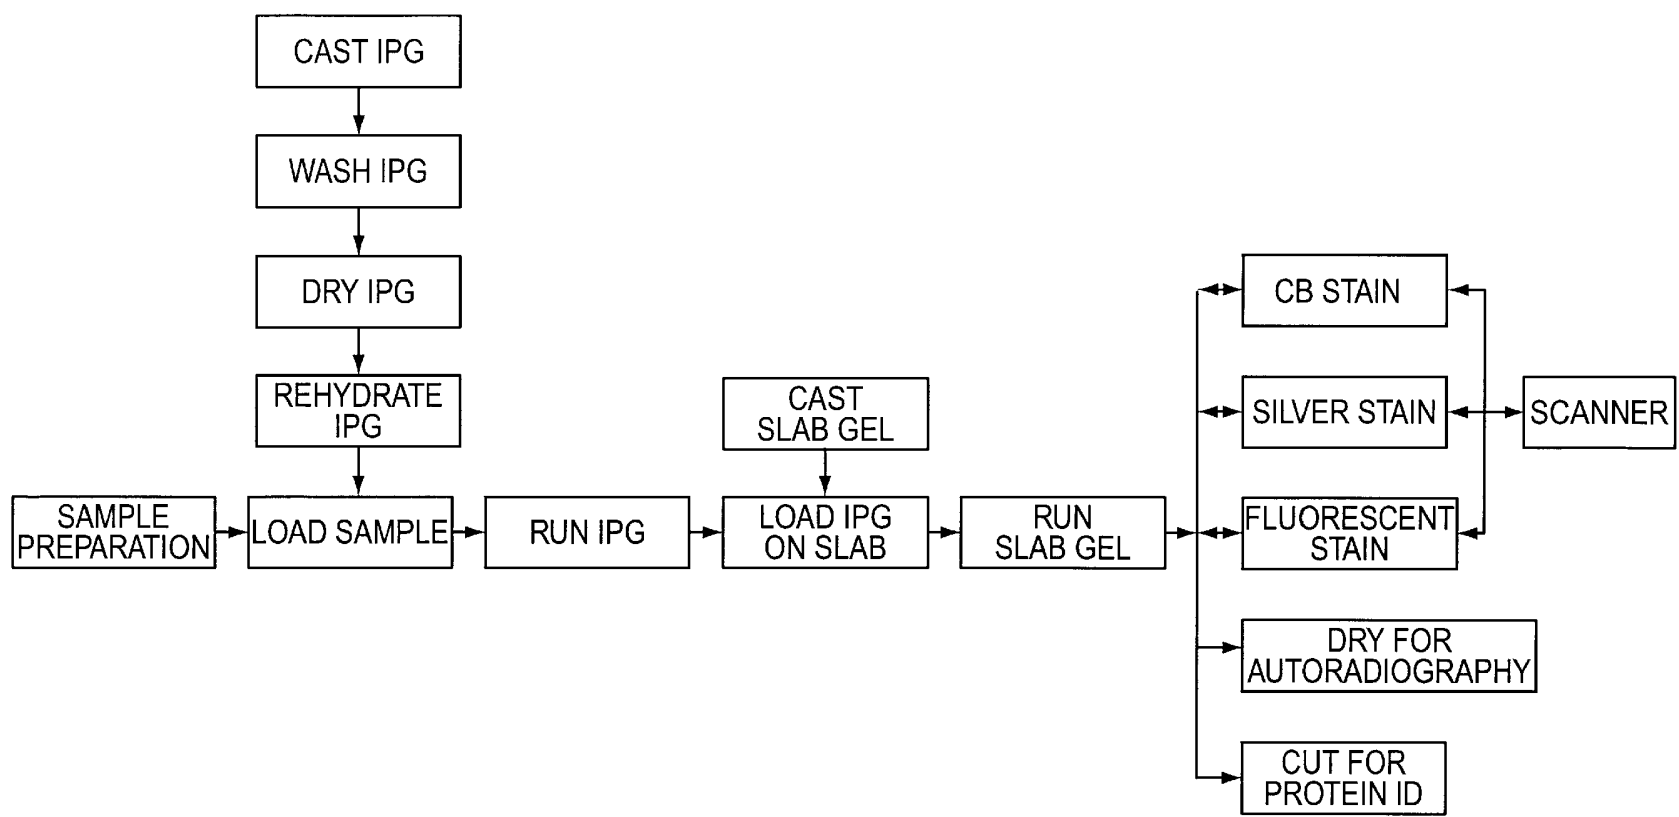 CAST IPG
WASH IPG
DRY IPG
REHYDRATE
IPG
CAST
SLAB GEL
SAMPLE
PREPARATION
LOAD SAMPLE
RUN IPG
LOAD IPG
ON SLAB
RUN
SLAB GEL
CB STAIN
SILVER STAIN
SCANNER
FLUORESCENT
STAIN
DRY FOR
AUTORADIOGRAPHY
CUT FOR
PROTEIN ID